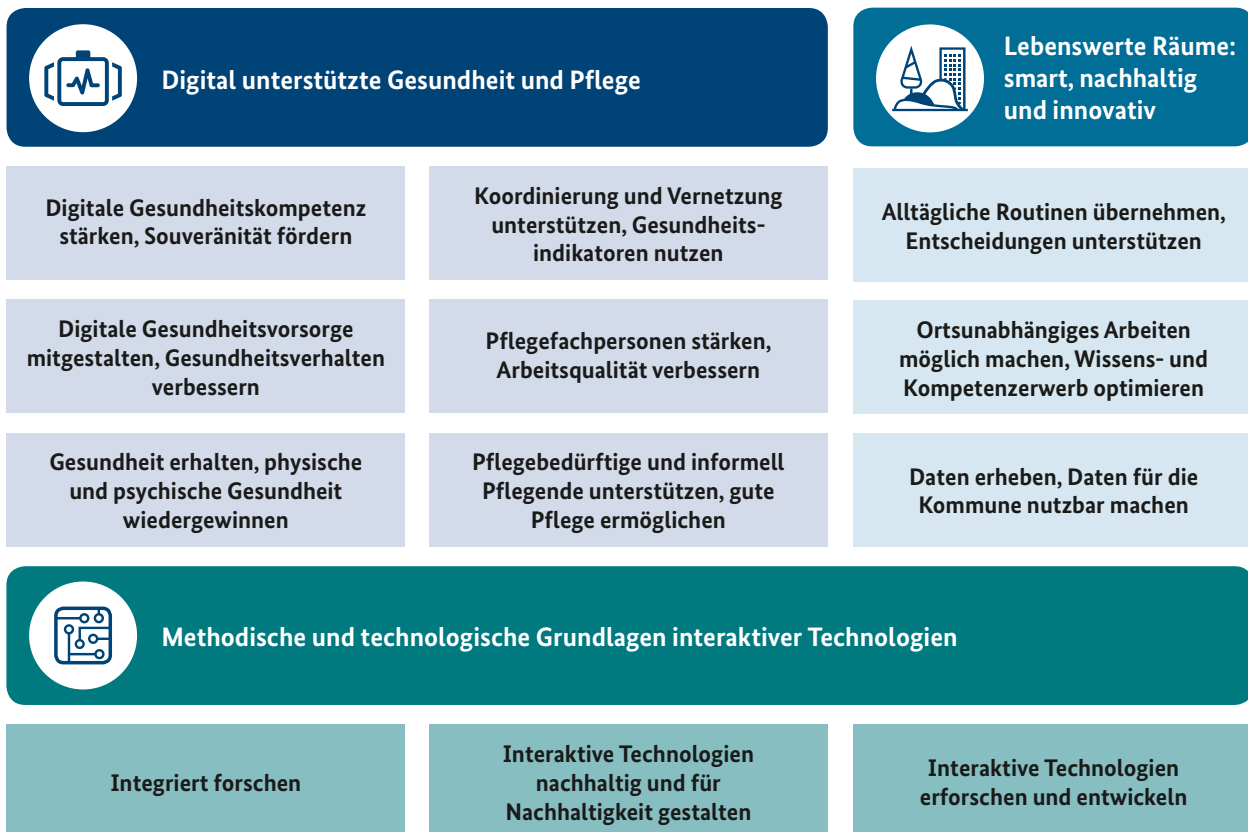 Digital unterstützte Gesundheit und Pflege
Lebenswerte Räume:
smart, nachhaltig
und innovativ
Digitale Gesundheitskompetenz
stärken, Souveränität fördern
Koordinierung und Vernetzung
unterstützen, Gesundheits-
indikatoren nutzen
Alltägliche Routinen übernehmen,
Entscheidungen unterstützen
Digitale Gesundheitsvorsorge
mitgestalten, Gesundheitsverhalten
verbessern
Pflegefachpersonen stärken,
Arbeitsqualität verbessern
Ortsunabhängiges Arbeiten
möglich machen, Wissens- und
Kompetenzerwerb optimieren
Gesundheit erhalten, physische
und psychische Gesundheit
wiedergewinnen
Pflegebedürftige und informell
Pflegende unterstützen, gute
Pflege ermöglichen
Daten erheben, Daten für die
Kommune nutzbar machen
Methodische und technologische Grundlagen interaktiver Technologien
Integriert forschen
Interaktive Technologien
nachhaltig und für
Nachhaltigkeit gestalten
Interaktive Technologien
erforschen und entwickeln